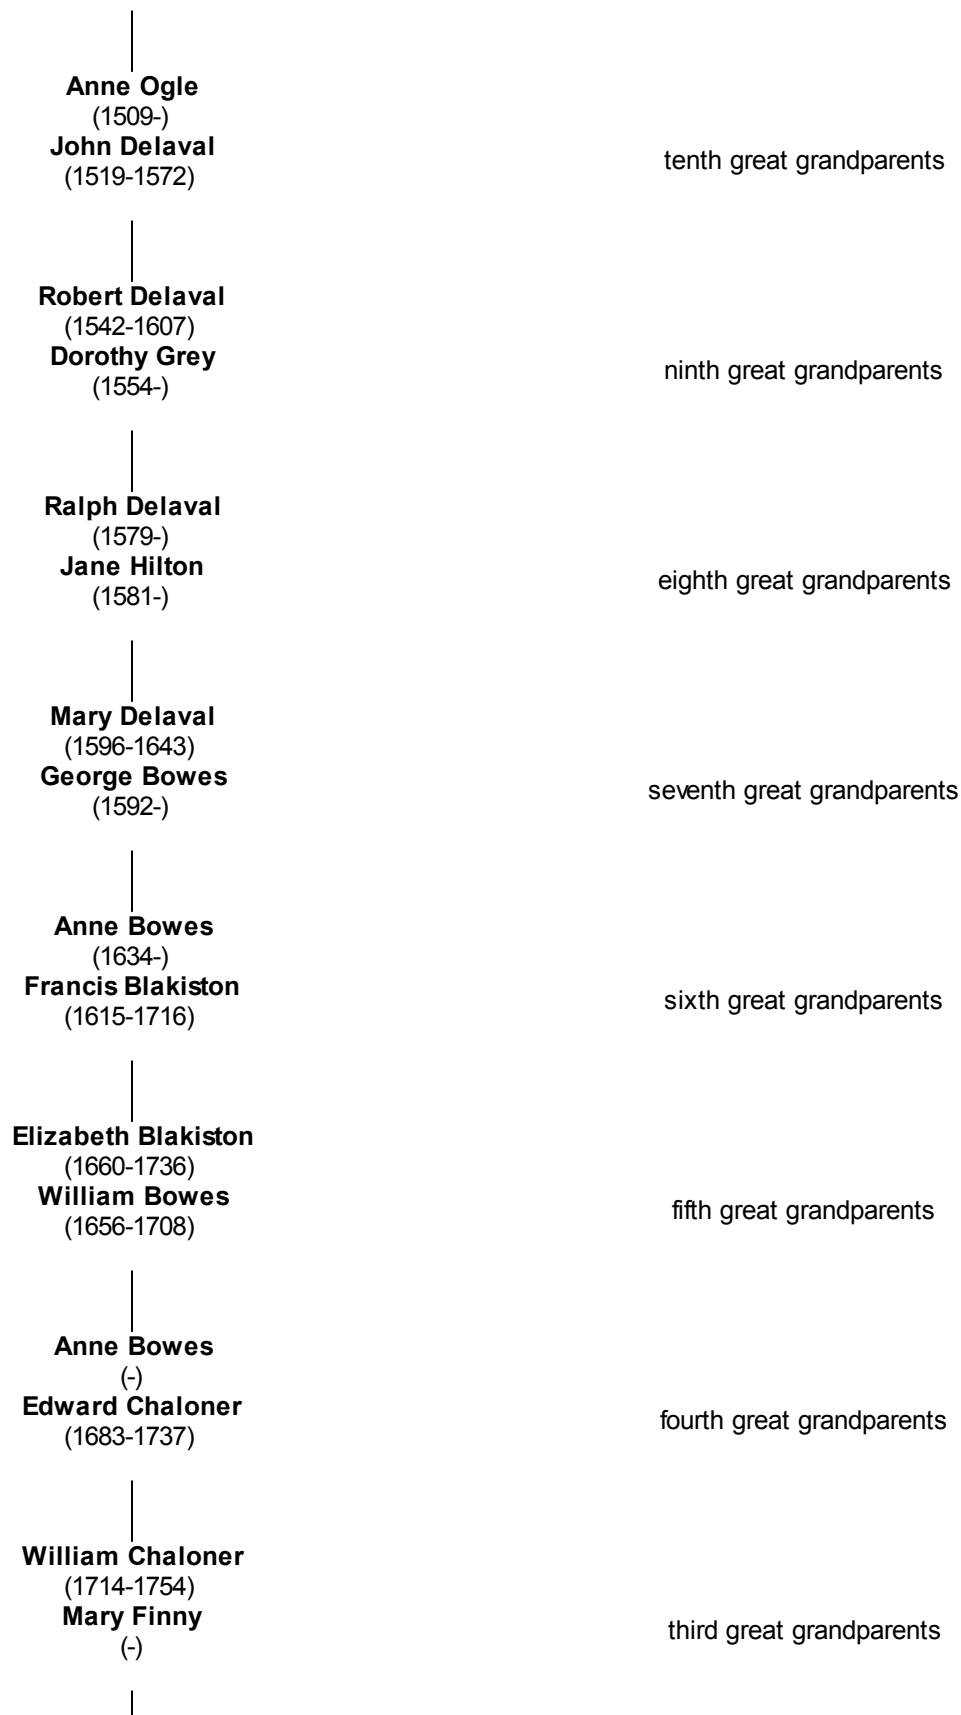 Anne Ogle
(1509-)
John Delaval
(1519-1572)
tenth great grandparents
Robert Delaval
(1542-1607)
Dorothy Grey
(1554-)
ninth great grandparents
Ralph Delaval
(1579-)
Jane Hilton
(1581-)
eighth great grandparents
Mary Delaval
(1596-1643)
George Bowes
(1592-)
seventh great grandparents
Anne Bowes
(1634-)
Francis Blakiston
(1615-1716)
sixth great grandparents
Elizabeth Blakiston
(1660-1736)
William Bowes
(1656-1708)
fifth great grandparents
Anne Bowes
(-)
Edward Chaloner
(1683-1737)
fourth great grandparents
William Chaloner
(1714-1754)
Mary Finny
(-)
third great grandparents